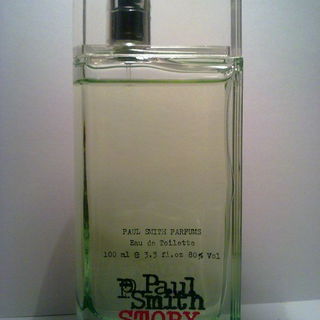 PAUL SMITH PARFUMS
Eau de Toilette
100 ml e 3.3 fl.oz 80% Vol
Paul
Smith
STORY